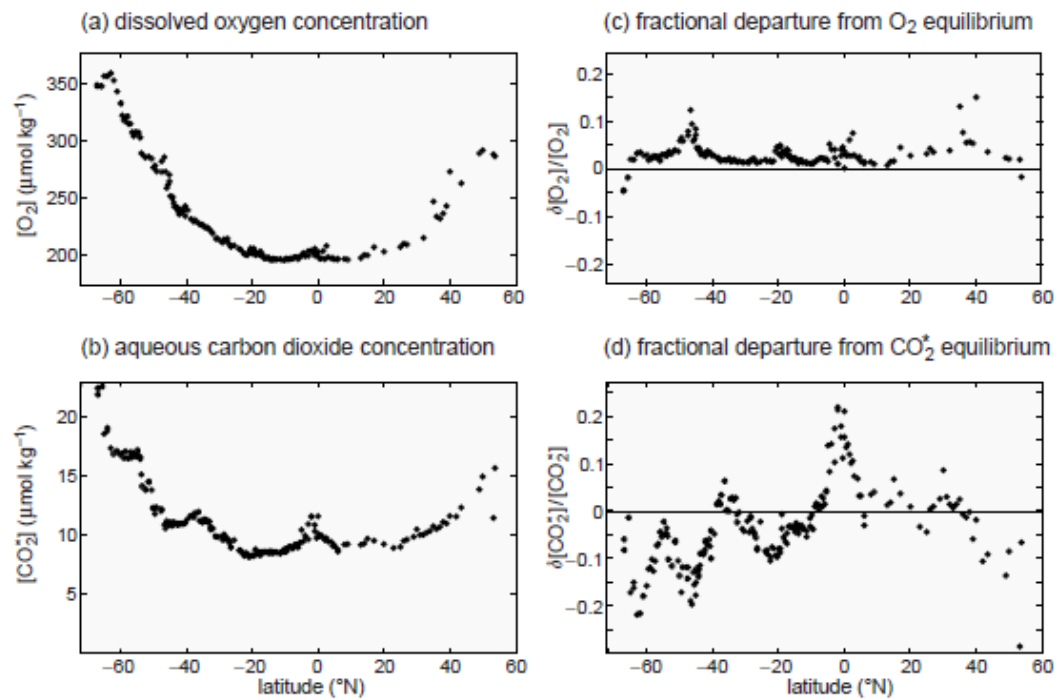 (a) dissolved oxygen concentration
350
300
250
200
[O₂] (μmol kg⁻¹)
−60 −40 −20 0 20 40 60
(c) fractional departure from O₂ equilibrium
0.2
0.1
0
−0.1
−0.2
δ[O₂]/[O₂]
−60 −40 −20 0 20 40 60
(b) aqueous carbon dioxide concentration
20
15
10
5
[CO₂*] (μmol kg⁻¹)
−60 −40 −20 0 20 40 60
latitude (°N)
(d) fractional departure from CO₂* equilibrium
0.2
0.1
0
−0.1
−0.2
δ[CO₂*]/[CO₂*]
−60 −40 −20 0 20 40 60
latitude (°N)